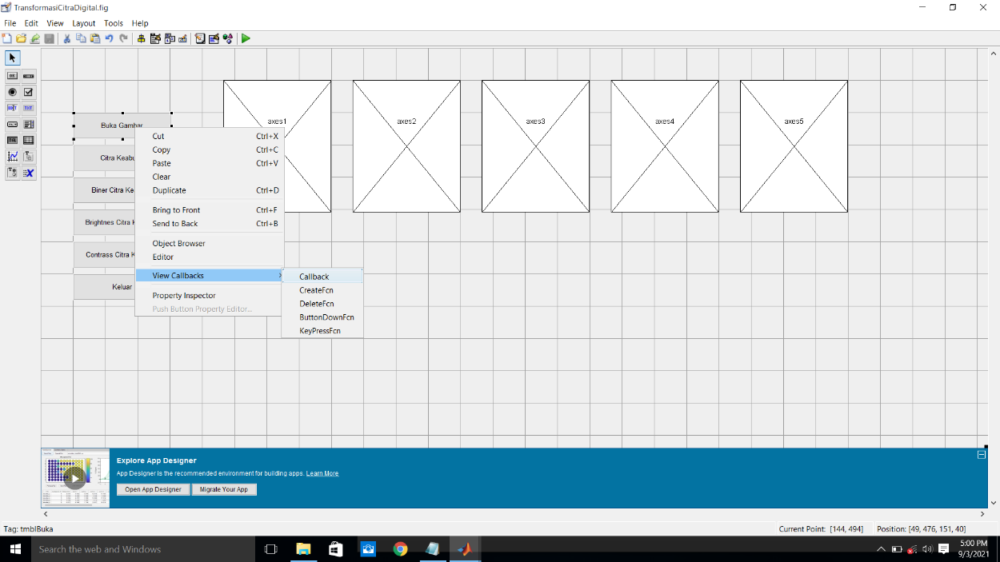 TransformasiCitraDigital.fig
File Edit View Layout Tools Help
Buka Gambar
Citra Keabu
Biner Citra Ke
Brightnes Citra K
Contrass Citra K
Keluar
axes1
axes2
axes3
axes4
axes5
Cut Ctrl+X
Copy Ctrl+C
Paste Ctrl+V
Clear
Duplicate Ctrl+D
Bring to Front Ctrl+F
Send to Back Ctrl+B
Object Browser
Editor
View Callbacks
Property Inspector
Push Button Property Editor...
Callback
CreateFcn
DeleteFcn
ButtonDownFcn
KeyPressFcn
Explore App Designer
App Designer is the recommended environment for building apps. Learn More
Open App Designer Migrate Your App
Tag: tmblBuka
Current Point: [144, 494] Position: [49, 476, 151, 40]
Search the web and Windows
5:00 PM
9/3/2021